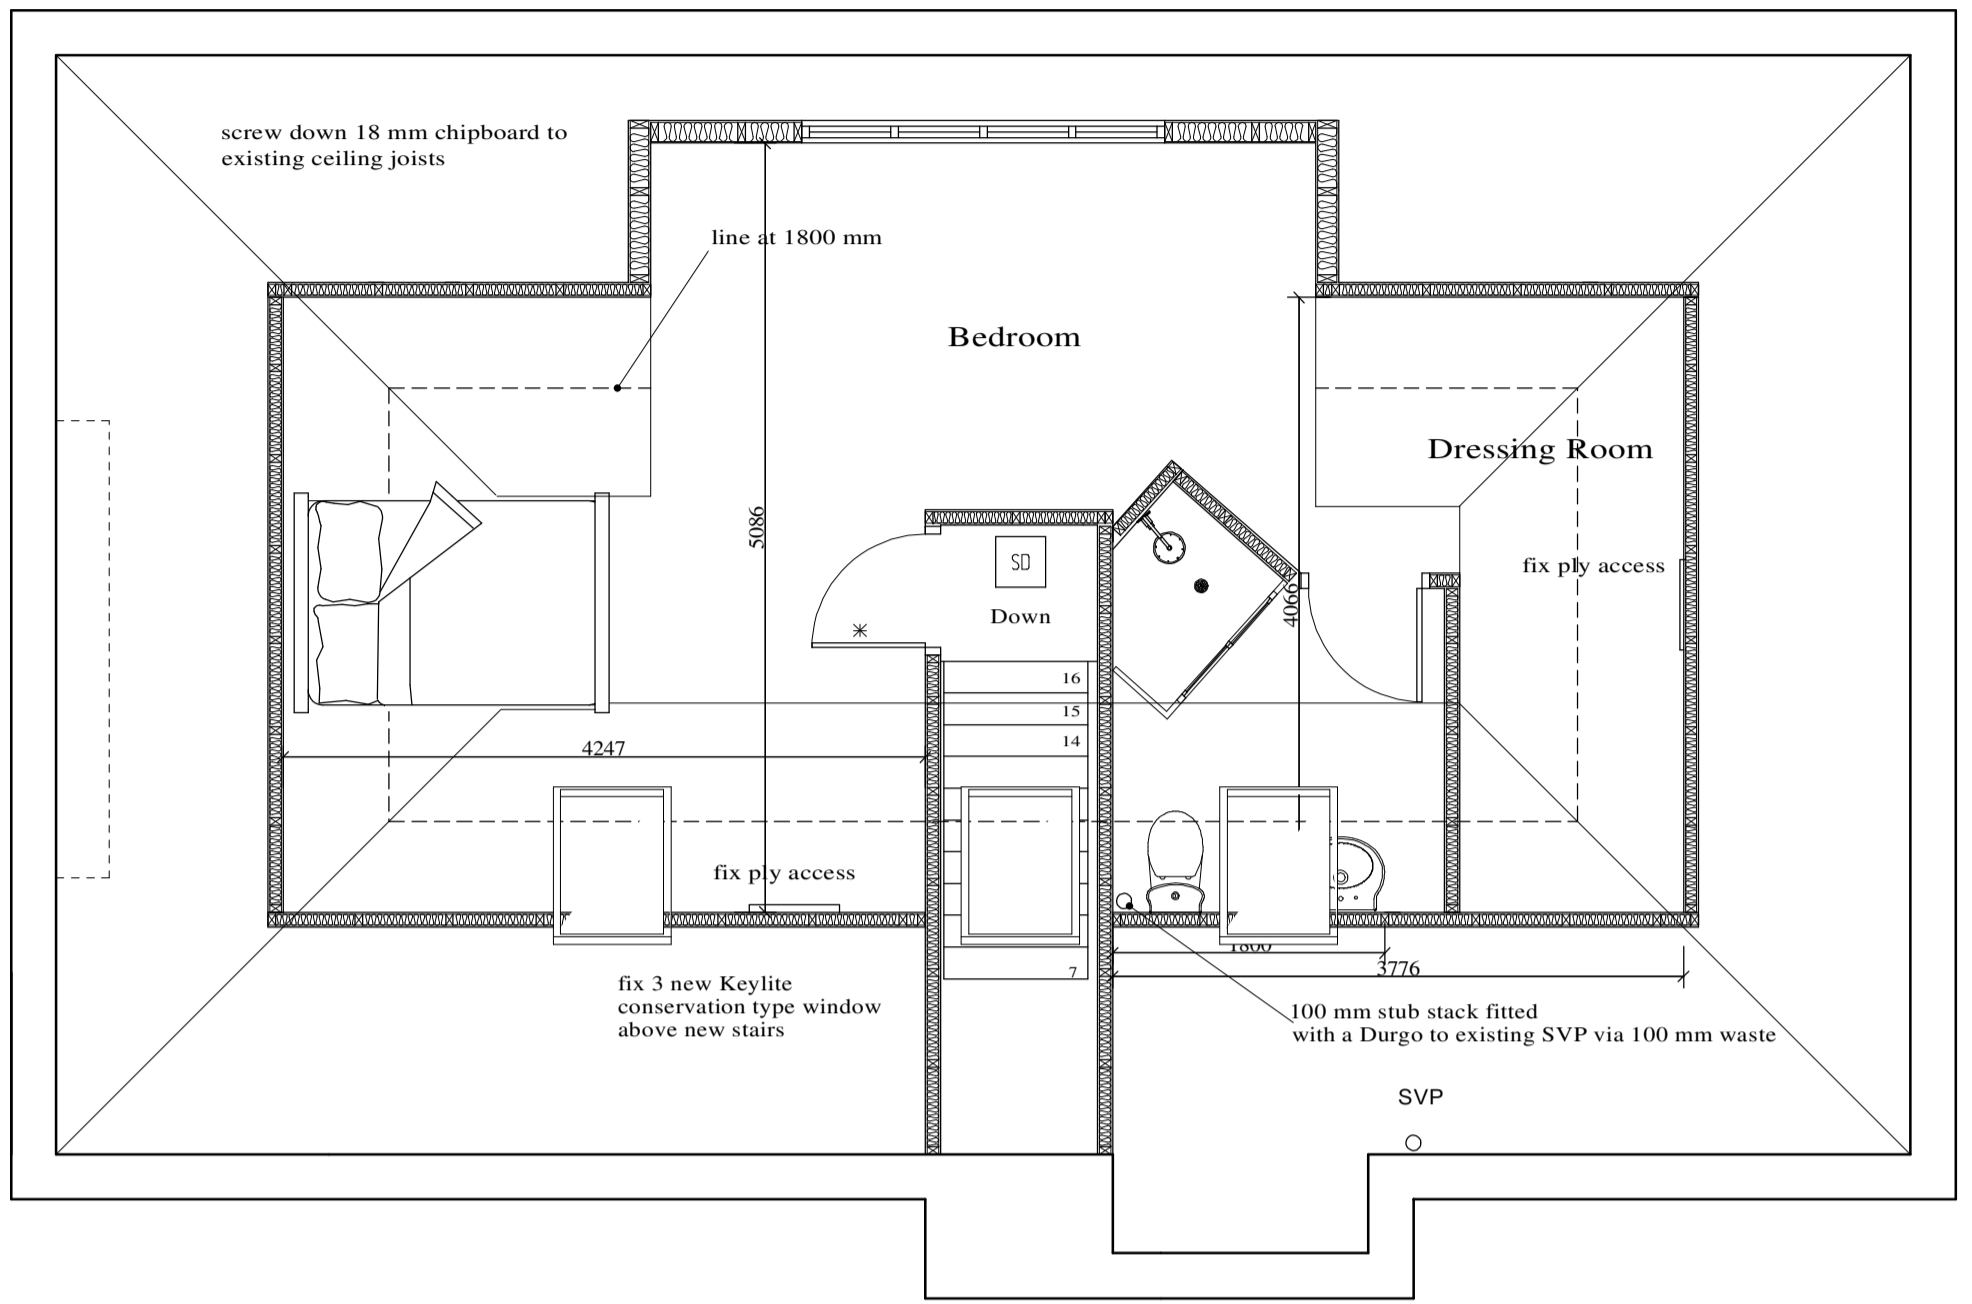 screw down 18 mm chipboard to
existing ceiling joists
line at 1800 mm
Bedroom
Dressing Room
5086
SD
fix ply access
4066
Down
16
15
14
4247
fix ply access
1800
3776
7
fix 3 new Keylite
conservation type window
above new stairs
100 mm stub stack fitted
with a Durgo to existing SVP via 100 mm waste
SVP